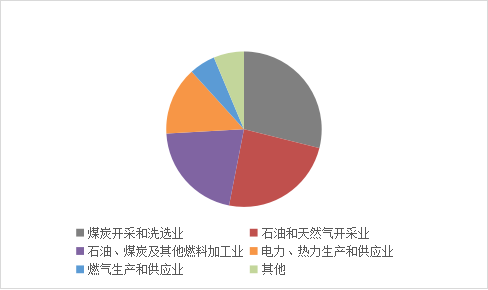 煤炭开采和洗选业 石油和天然气开采业
石油、煤炭及其他燃料加工业 电力、热力生产和供应业
燃气生产和供应业 其他